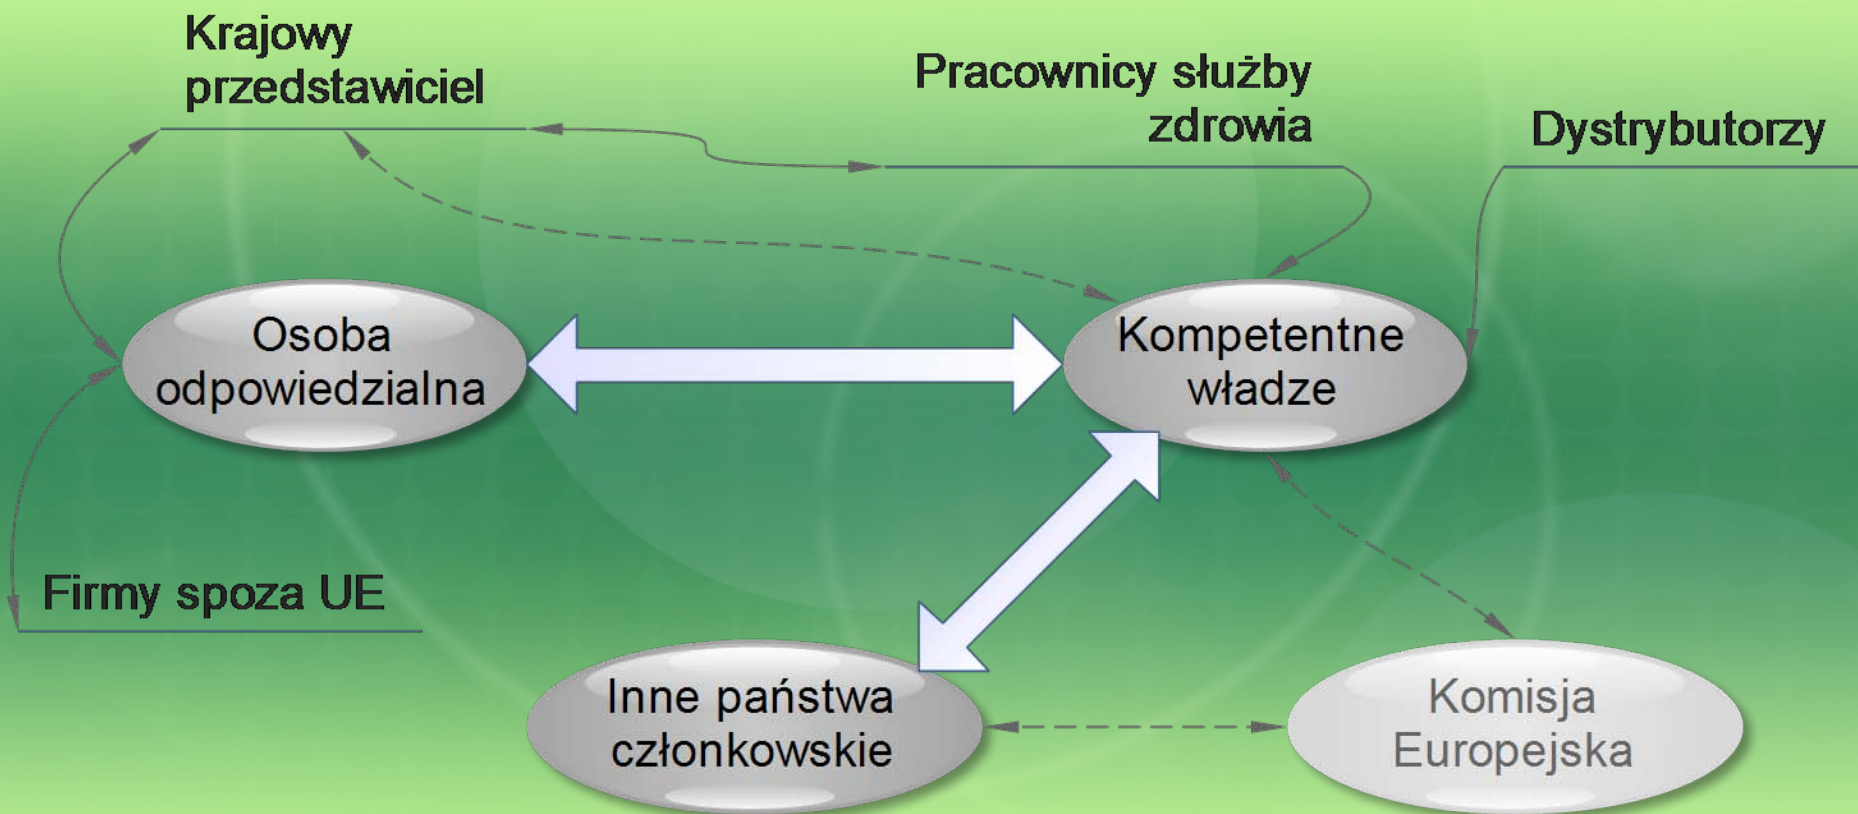 Krajowy
przedstawiciel
Pracownicy służby
zdrowia
Dystrybutorzy
Osoba
odpowiedzialna
Kompetentne
władze
Firmy spoza UE
Inne państwa
członkowskie
Komisja
Europejska